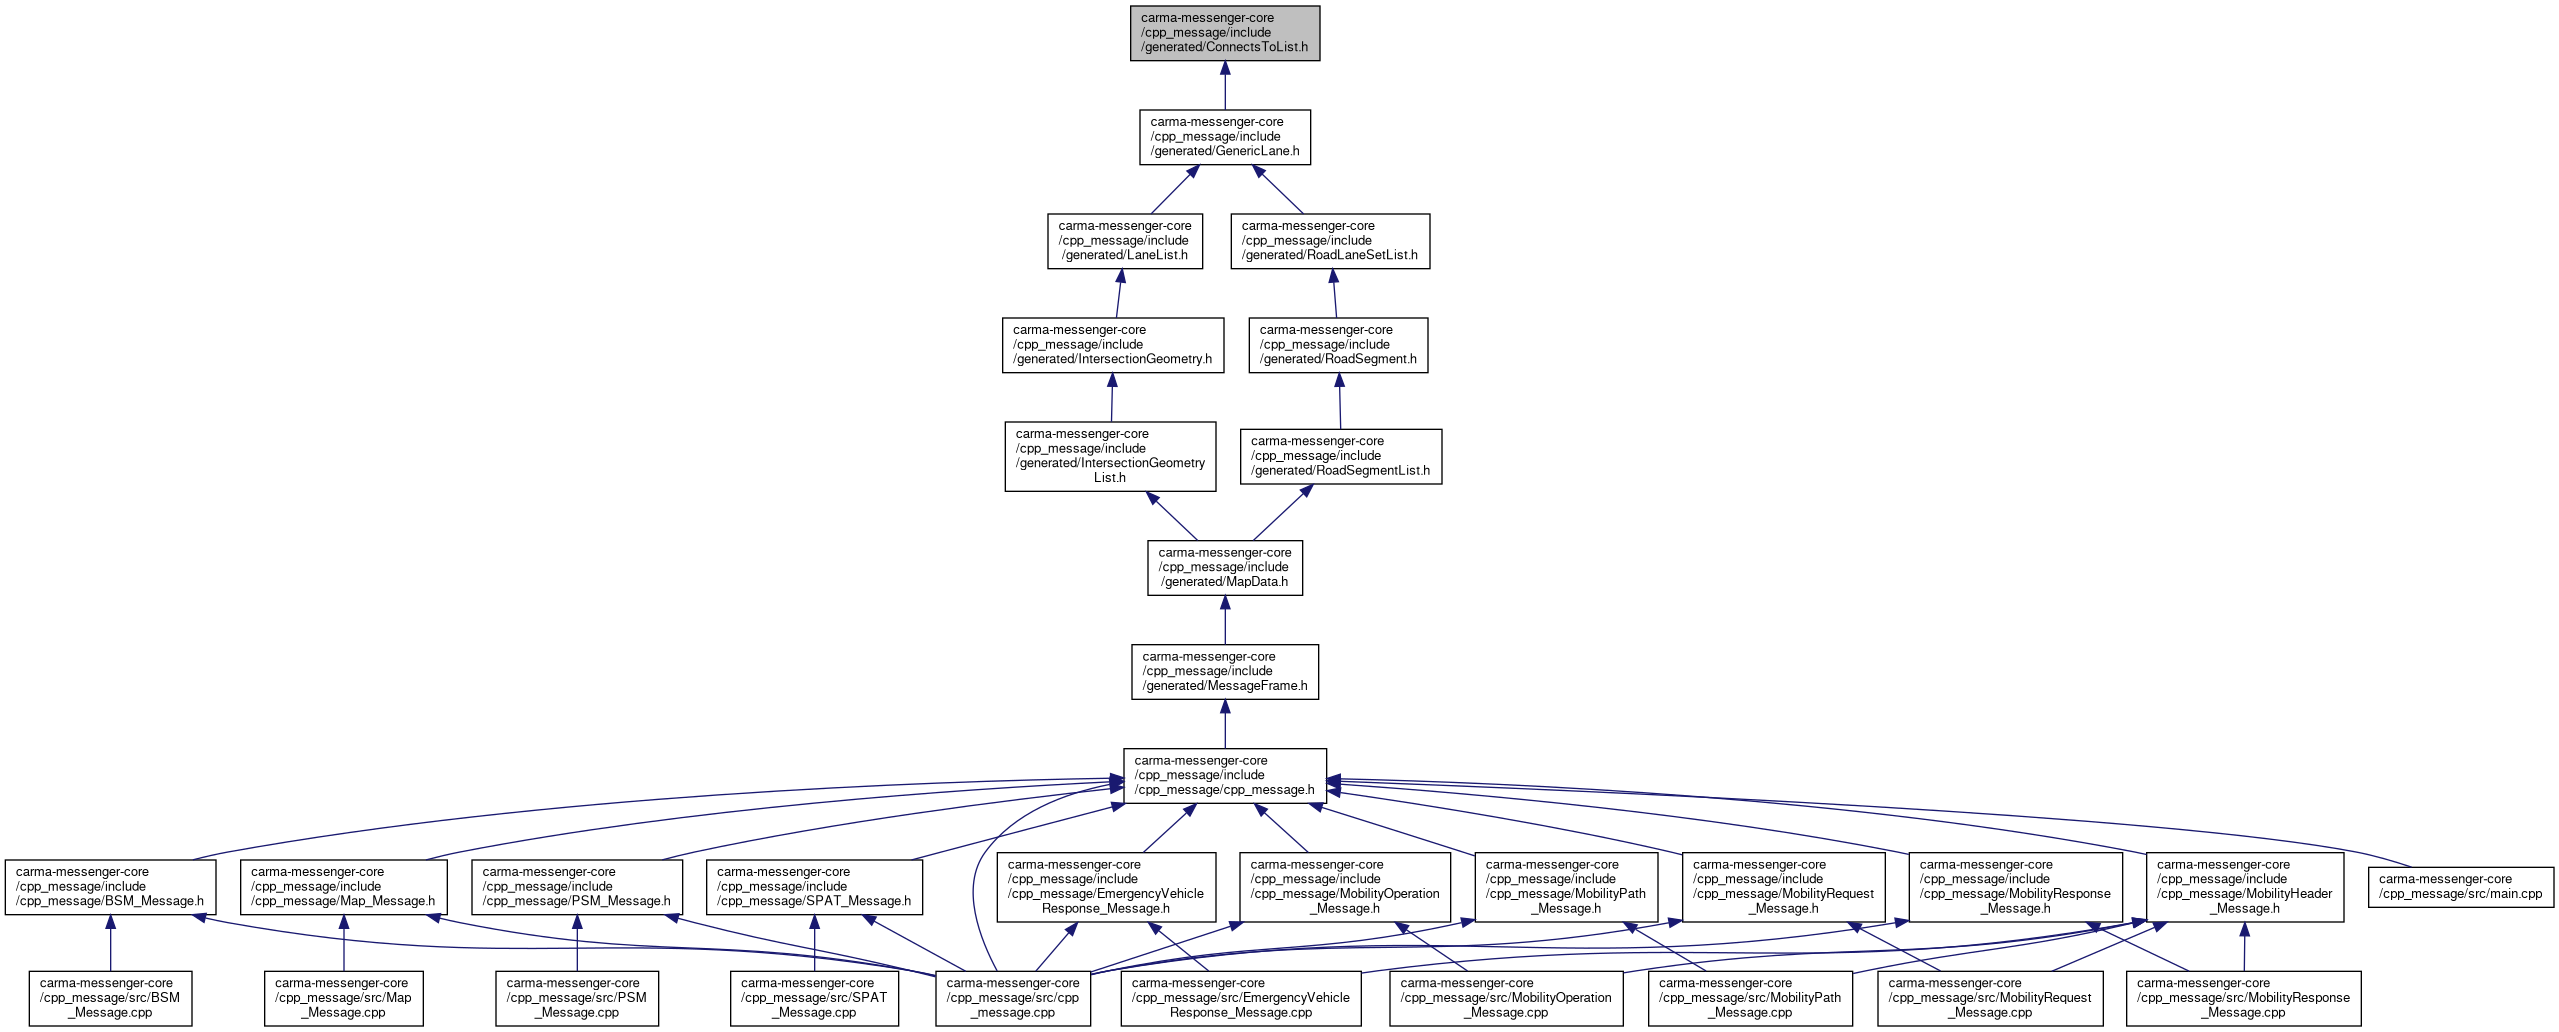 carma-messenger-core
/cpp_message/include
/generated/ConnectsToList.h
carma-messenger-core
/cpp_message/include
/generated/GenericLane.h
carma-messenger-core
/cpp_message/include
/generated/LaneList.h
carma-messenger-core
/cpp_message/include
/generated/RoadLaneSetList.h
carma-messenger-core
/cpp_message/include
/generated/IntersectionGeometry.h
carma-messenger-core
/cpp_message/include
/generated/RoadSegment.h
carma-messenger-core
/cpp_message/include
/generated/IntersectionGeometry
List.h
carma-messenger-core
/cpp_message/include
/generated/RoadSegmentList.h
carma-messenger-core
/cpp_message/include
/generated/MapData.h
carma-messenger-core
/cpp_message/include
/generated/MessageFrame.h
carma-messenger-core
/cpp_message/include
/cpp_message/cpp_message.h
carma-messenger-core
/cpp_message/include
/cpp_message/BSM_Message.h
carma-messenger-core
/cpp_message/include
/cpp_message/Map_Message.h
carma-messenger-core
/cpp_message/include
/cpp_message/PSM_Message.h
carma-messenger-core
/cpp_message/include
/cpp_message/SPAT_Message.h
carma-messenger-core
/cpp_message/include
/cpp_message/EmergencyVehicle
Response_Message.h
carma-messenger-core
/cpp_message/include
/cpp_message/MobilityOperation
_Message.h
carma-messenger-core
/cpp_message/include
/cpp_message/MobilityPath
_Message.h
carma-messenger-core
/cpp_message/include
/cpp_message/MobilityRequest
_Message.h
carma-messenger-core
/cpp_message/include
/cpp_message/MobilityResponse
_Message.h
carma-messenger-core
/cpp_message/include
/cpp_message/MobilityHeader
_Message.h
carma-messenger-core
/cpp_message/src/main.cpp
carma-messenger-core
/cpp_message/src/BSM
_Message.cpp
carma-messenger-core
/cpp_message/src/Map
_Message.cpp
carma-messenger-core
/cpp_message/src/PSM
_Message.cpp
carma-messenger-core
/cpp_message/src/SPAT
_Message.cpp
carma-messenger-core
/cpp_message/src/cpp
_message.cpp
carma-messenger-core
/cpp_message/src/EmergencyVehicle
Response_Message.cpp
carma-messenger-core
/cpp_message/src/MobilityOperation
_Message.cpp
carma-messenger-core
/cpp_message/src/MobilityPath
_Message.cpp
carma-messenger-core
/cpp_message/src/MobilityRequest
_Message.cpp
carma-messenger-core
/cpp_message/src/MobilityResponse
_Message.cpp